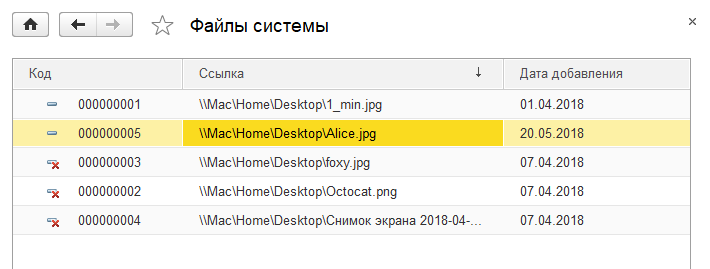 Файлы системы
Код Ссылка Дата добавления
000000001 \\Mac\Home\Desktop\1_min.jpg 01.04.2018
000000005 \\Mac\Home\Desktop\Alice.jpg 20.05.2018
000000003 \\Mac\Home\Desktop\foxy.jpg 07.04.2018
000000002 \\Mac\Home\Desktop\Octocat.png 07.04.2018
000000004 \\Mac\Home\Desktop\Снимок экрана 2018-04-... 07.04.2018